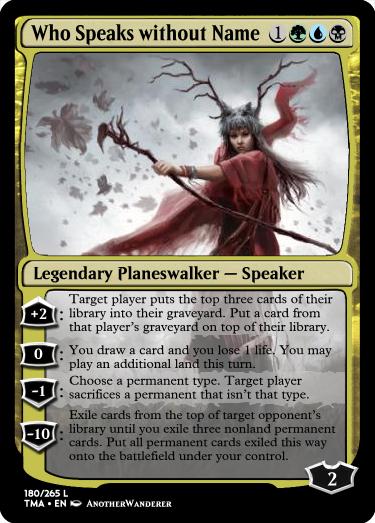 Who Speaks without Name 1
Legendary Planeswalker — Speaker
+2: Target player puts the top three cards of their
library into their graveyard. Put a card from
that player's graveyard on top of their library.
0: You draw a card and you lose 1 life. You may
play an additional land this turn.
-1: Choose a permanent type. Target player
sacrifices a permanent that isn't that type.
-10: Exile cards from the top of target opponent's
library until you exile three nonland permanent
cards. Put all permanent cards exiled this way
onto the battlefield under your control.
2
180/265 L
TMA • EN AnotherWanderer